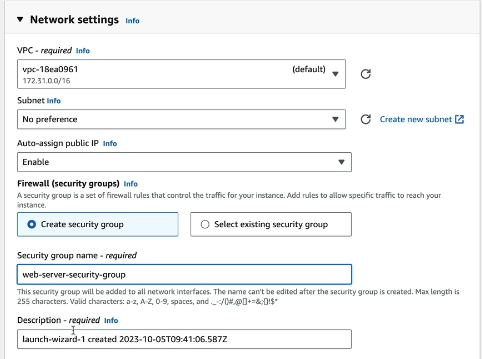 Network settings Info
VPC - required Info
vpc-18ea0961 (default)
172.31.0.0/16
Subnet Info
No preference
Create new subnet
Auto-assign public IP Info
Enable
Firewall (security groups) Info
A security group is a set of firewall rules that control the traffic for your instance. Add rules to allow specific traffic to reach your
instance.
Create security group
Select existing security group
Security group name - required
web-server-security-group
This security group will be added to all network interfaces. The name can't be edited after the security group is created. Max length is
255 characters. Valid characters: a-z, A-Z, 0-9, spaces, and ._-:/()#,@[]+=&;{}!$*
Description - required Info
launch-wizard-1 created 2023-10-05T09:41:06.587Z